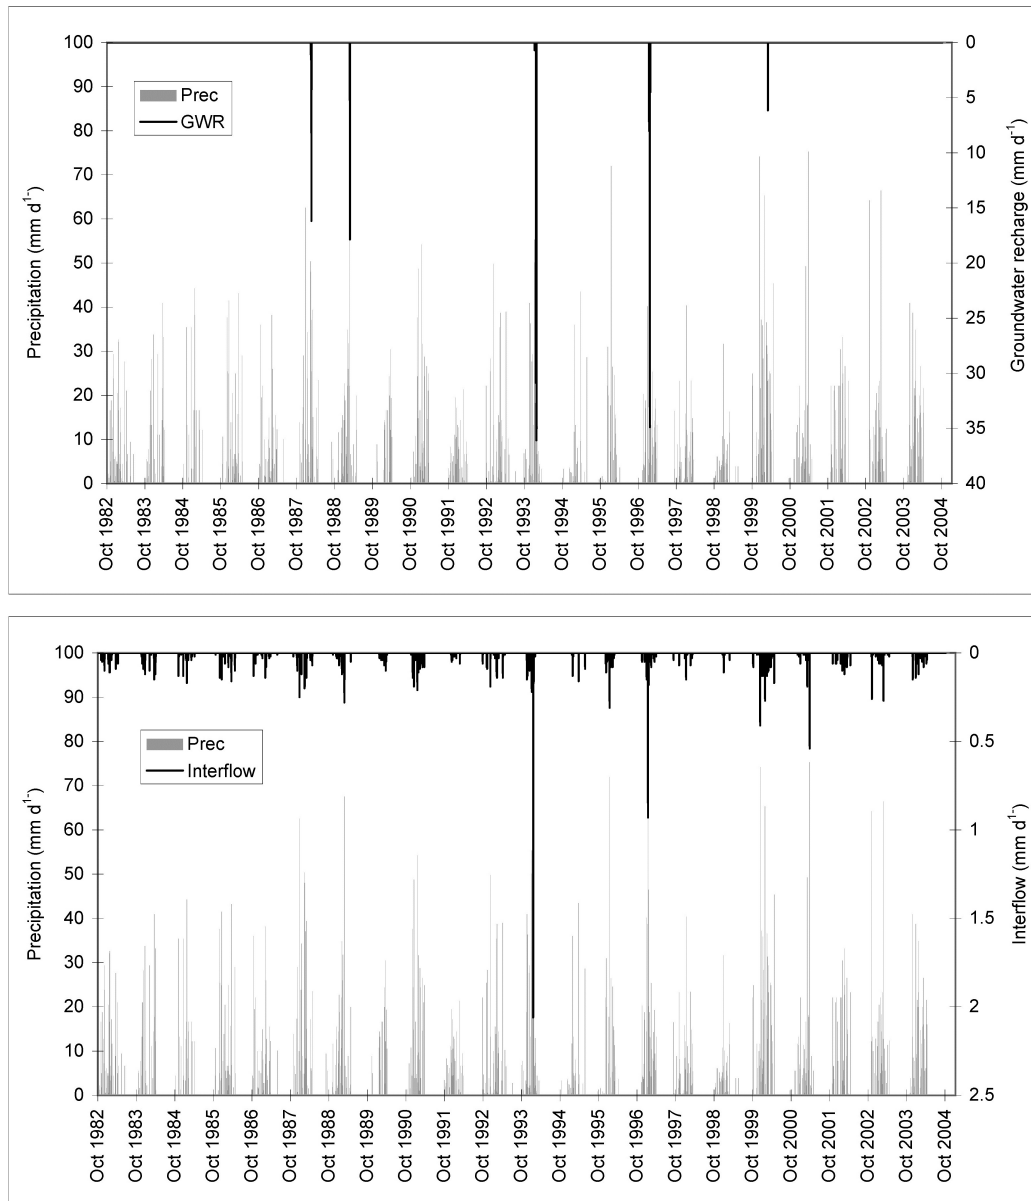 100
90
80
70
60
50
40
30
20
10
0
Precipitation (mm d1-)
Prec
GWR
0
5
10
15
20
25
30
35
40
Groundwater recharge (mm d-1)
Oct 1982
Oct 1983
Oct 1984
Oct 1985
Oct 1986
Oct 1987
Oct 1988
Oct 1989
Oct 1990
Oct 1991
Oct 1992
Oct 1993
Oct 1994
Oct 1995
Oct 1996
Oct 1997
Oct 1998
Oct 1999
Oct 2000
Oct 2001
Oct 2002
Oct 2003
Oct 2004
100
90
80
70
60
50
40
30
20
10
0
Precipitation (mm d1-)
Prec
Interflow
0
0.5
1
1.5
2
2.5
Interflow (mm d1-)
Oct 1982
Oct 1983
Oct 1984
Oct 1985
Oct 1986
Oct 1987
Oct 1988
Oct 1989
Oct 1990
Oct 1991
Oct 1992
Oct 1993
Oct 1994
Oct 1995
Oct 1996
Oct 1997
Oct 1998
Oct 1999
Oct 2000
Oct 2001
Oct 2002
Oct 2003
Oct 2004